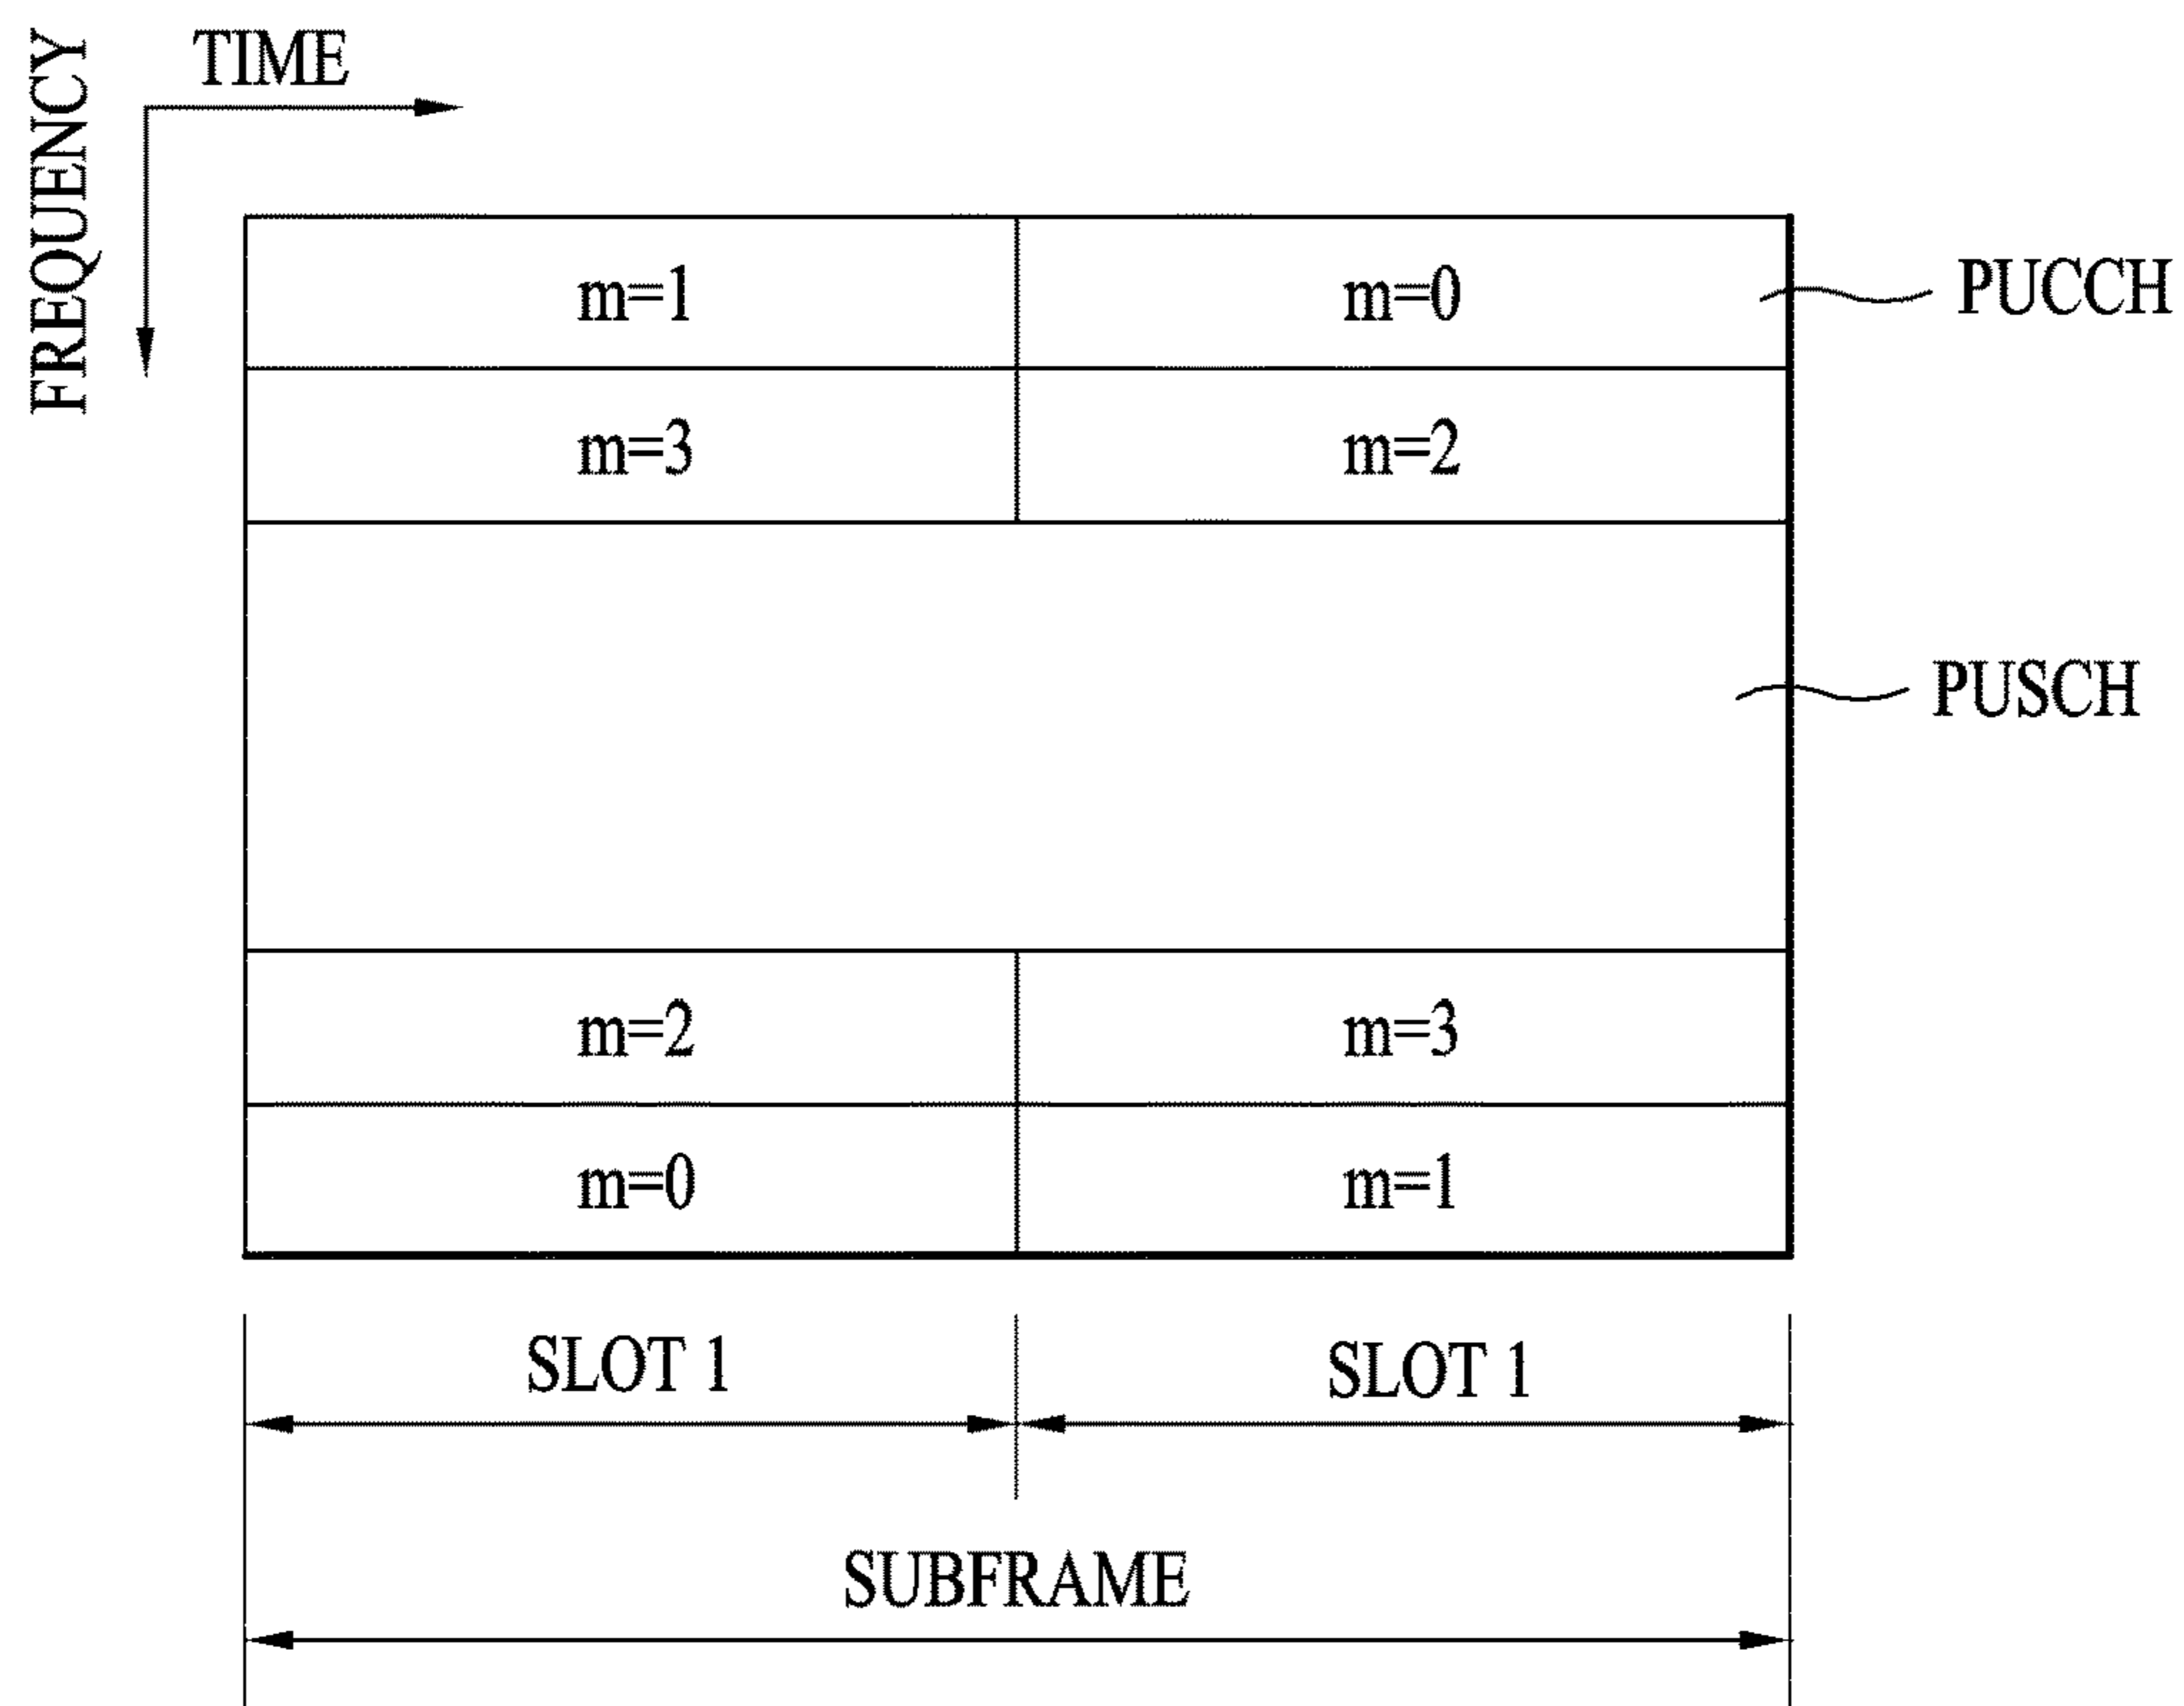 TIME
FREQUENCY
m=1 m=0 PUCCH
m=3 m=2
PUSCH
m=2 m=3
m=0 m=1
SLOT 1 SLOT 1
SUBFRAME